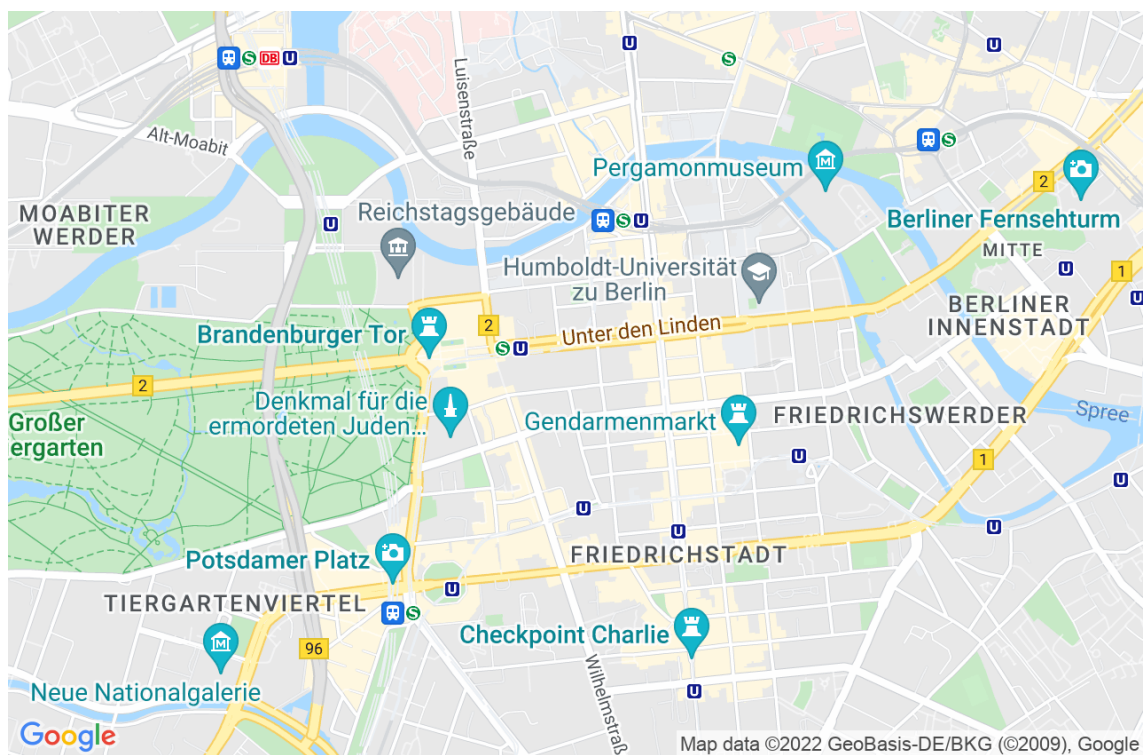 U
S
DB
U
S
U
Luisenstraße
Alt-Moabit
S
Pergamonmuseum
2
MOABITER
WERDER
U
Reichstagsgebäude
S
U
Berliner Fernsehturm
MITTE
Humboldt-Universität
zu Berlin
U
1
U
BERLINER
INNENSTADT
2
Unter den Linden
Brandenburger Tor
S
U
2
Denkmal für die
ermordeten Juden…
Gendarmenmarkt
FRIEDRICHSWERDER
Spree
Großer
ergarten
U
1
U
U
U
U
Potsdamer Platz
FRIEDRICHSTADT
U
TIERGARTENVIERTEL
S
96
Checkpoint Charlie
Wilhelmstraß
Neue Nationalgalerie
U
Google
Map data ©2022 GeoBasis-DE/BKG (©2009), Google